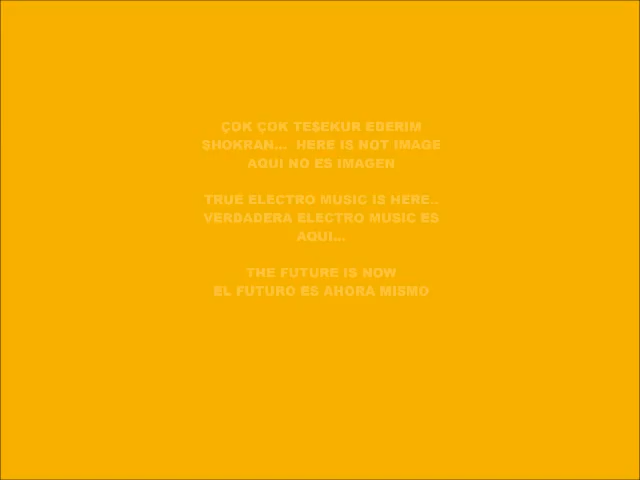 ÇOK ÇOK TEŞEKUR EDERIM
ŞHOKRAN... HERE IS NOT IMAGE
AQUI NO ES IMAGEN
TRUE ELECTRO MUSIC IS HERE..
VERDADERA ELECTRO MUSIC ES
AQUI...
THE FUTURE IS NOW
EL FUTURO ES AHORA MISMO